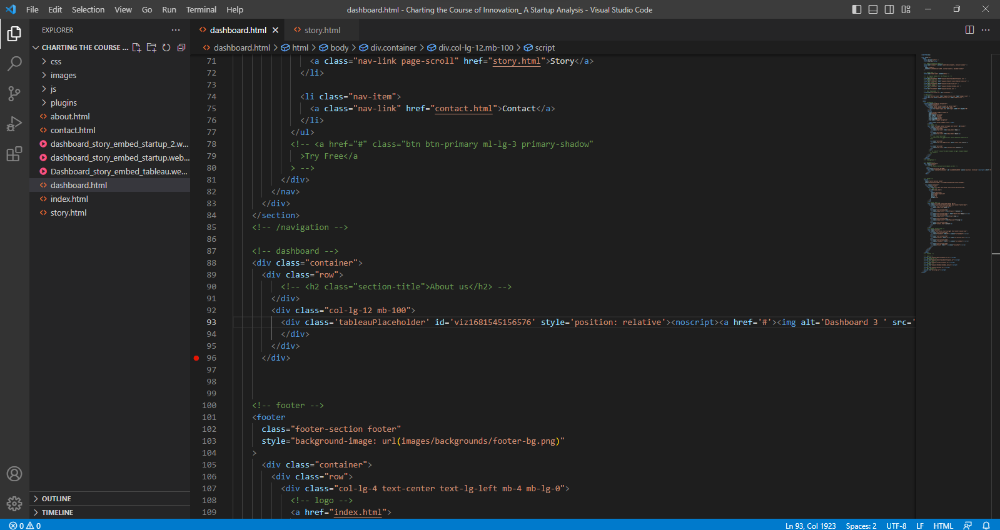 File Edit Selection View Go Run Terminal Help
dashboard.html - Charting the Course of Innovation_ A Startup Analysis - Visual Studio Code
EXPLORER
CHARTING THE COURSE ...
css
images
js
plugins
about.html
contact.html
dashboard_story_embed_startup_2.w...
dashboard_story_embed_startup.web...
Dashboard_story_embed_tableau.we...
dashboard.html
index.html
story.html
OUTLINE
TIMELINE
dashboard.html story.html
dashboard.html > html > body > div.container > div.col-lg-12.mb-100 > script
71 <a class="nav-link page-scroll" href="story.html">Story</a>
72 </li>
73
74 <li class="nav-item">
75 <a class="nav-link" href="contact.html">Contact</a>
76 </li>
77 </ul>
78 <!-- <a href="#" class="btn btn-primary ml-lg-3 primary-shadow"
79 >Try Free</a
80 > -->
81 </div>
82 </nav>
83 </div>
84 </section>
85 <!-- /navigation -->
86
87 <!-- dashboard -->
88 <div class="container">
89 <div class="row">
90 <!-- <h2 class="section-title">About us</h2> -->
91 </div>
92 <div class="col-lg-12 mb-100">
93 <div class='tableauPlaceholder' id='viz1681545156576' style='position: relative'><noscript><a href='#'><img alt='Dashboard 3 ' src='
94 </div>
95 </div>
96 </div>
97
98
99
100 <!-- footer -->
101 <footer
102 class="footer-section footer"
103 style="background-image: url(images/backgrounds/footer-bg.png)"
104 >
105 <div class="container">
106 <div class="row">
107 <div class="col-lg-4 text-center text-lg-left mb-4 mb-lg-0">
108 <!-- logo -->
109 <a href="index.html">
0 0
Ln 93, Col 1923 Spaces: 2 UTF-8 LF HTML